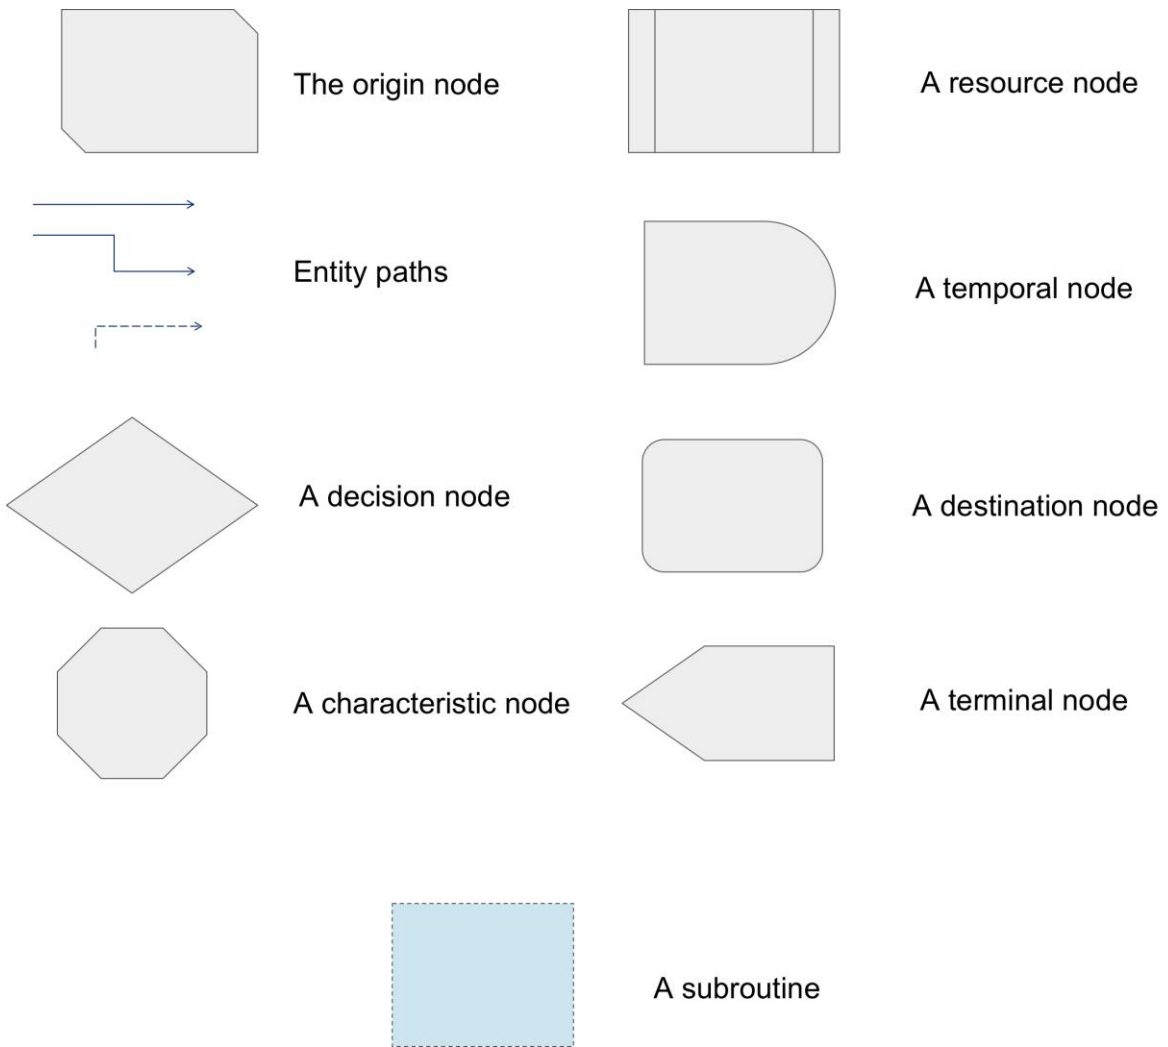 The origin node
A resource node
Entity paths
A temporal node
A decision node
A destination node
A characteristic node
A terminal node
A subroutine